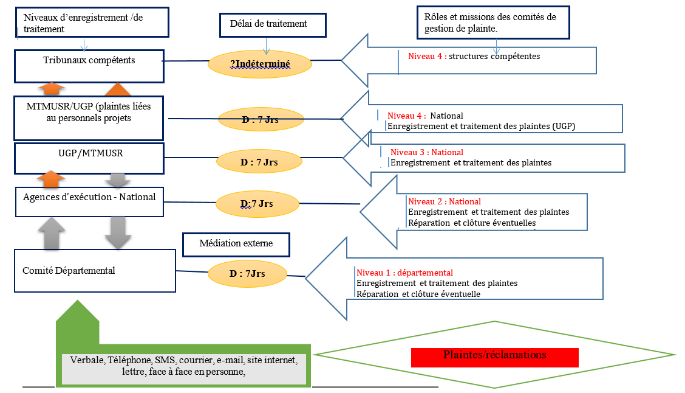 Niveaux d'enregistrement /de
traitement
Délai de traitement
Rôles et missions des comités de
gestion de plainte.
Tribunaux compétents
?Indéterminé
Niveau 4 : structures compétentes
MTMUSR/UGP (plaintes liées
au personnels projets
D : 7 Jrs
Niveau 4 : National
Enregistrement et traitement des plaintes (UGP)
UGP/MTMUSR
D : 7 Jrs
Niveau 3 : National
Enregistrement et traitement des plaintes
Agences d'exécution - National
D:7 Jrs
Niveau 2 : National
Enregistrement et traitement des plaintes
Réparation et clôture éventuelles
Médiation externe
Comité Départemental
D : 7Jrs
Niveau 1 : départemental
Enregistrement et traitement des plaintes
Réparation et clôture éventuelle
Verbale, Téléphone, SMS, courrier, e-mail, site internet,
lettre, face à face en personne,
Plaintes/réclamations